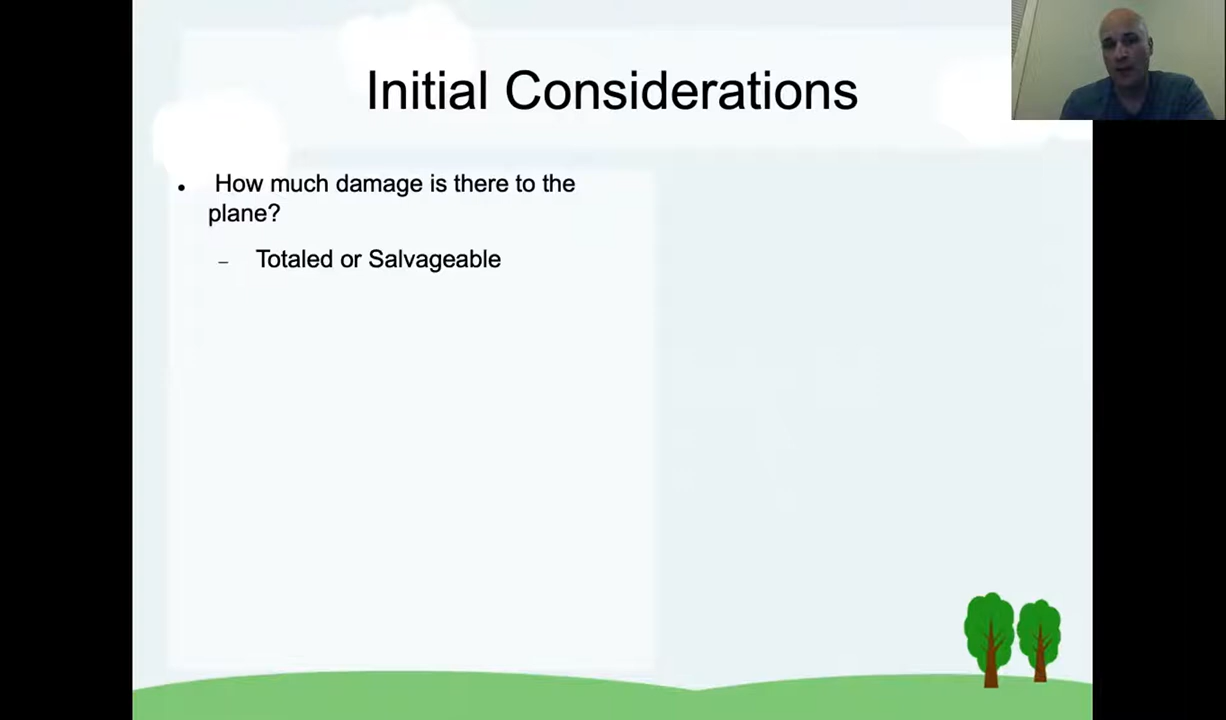 Initial Considerations
• How much damage is there to the
plane?
– Totaled or Salvageable